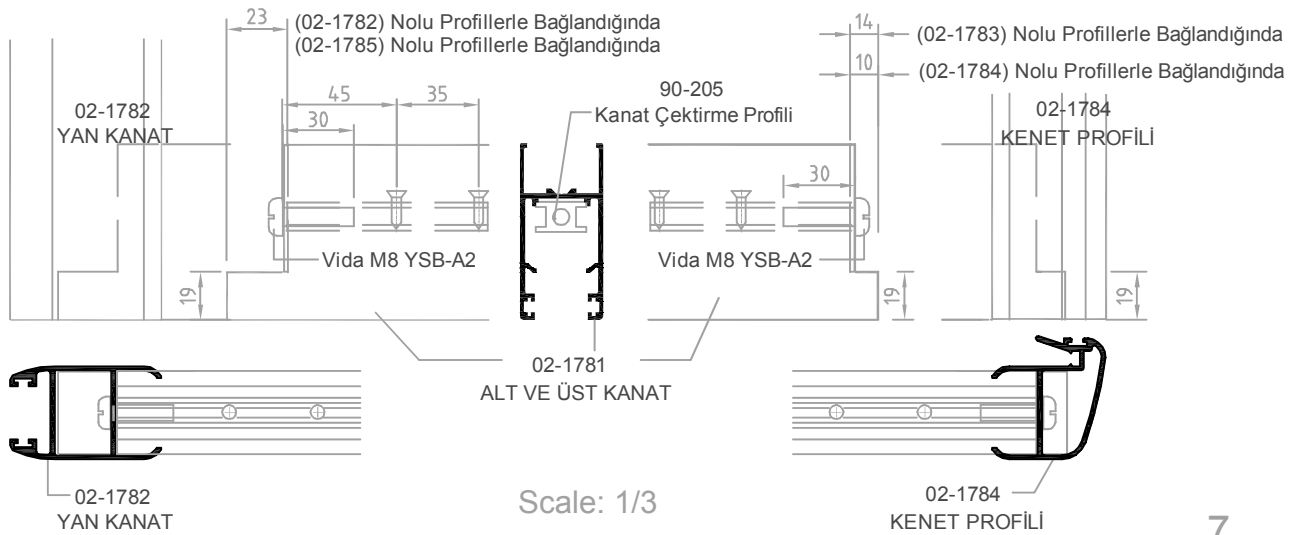 23
(02-1782) Nolu Profillerle Bağlandığında
(02-1785) Nolu Profillerle Bağlandığında
14
(02-1783) Nolu Profillerle Bağlandığında
10
(02-1784) Nolu Profillerle Bağlandığında
02-1782
YAN KANAT
45
35
30
90-205
Kanat Çektirme Profili
02-1784
KENET PROFİLİ
30
Vida M8 YSB-A2
Vida M8 YSB-A2
19
19
19
02-1781
ALT VE ÜST KANAT
02-1782
YAN KANAT
Scale: 1/3
02-1784
KENET PROFİLİ
7